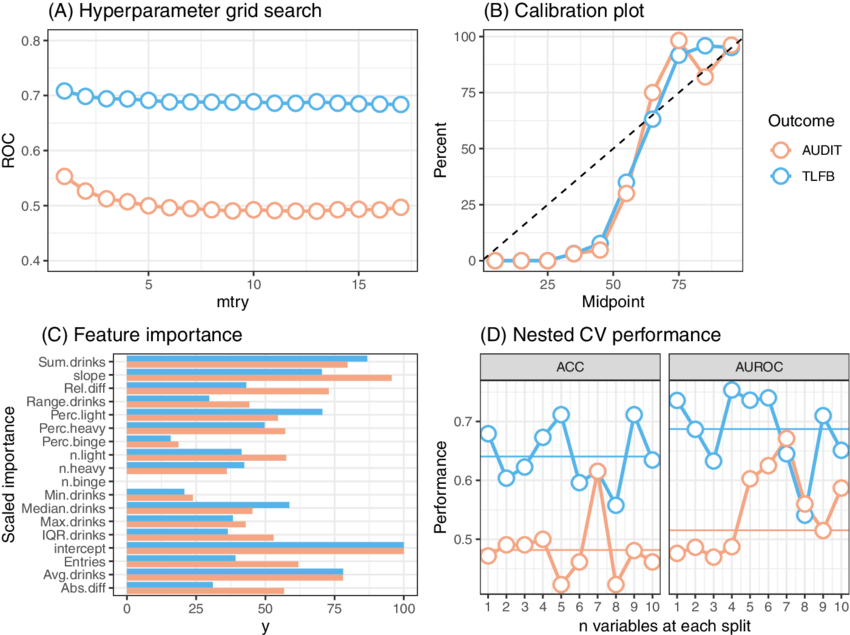 (A) Hyperparameter grid search
0.8
0.7
0.6
0.5
0.4
ROC
5
10
15
mtry
(B) Calibration plot
100
75
50
25
0
Percent
25
50
75
Midpoint
Outcome
AUDIT
TLFB
(C) Feature importance
Scaled importance
Sum.drinks
slope
Rel.diff
Range.drinks
Perc.light
Perc.heavy
Perc.binge
n.light
n.heavy
n.binge
Min.drinks
Median.drinks
Max.drinks
IQR.drinks
intercept
Entries
Avg.drinks
Abs.diff
0 25 50 75 100
y
(D) Nested CV performance
ACC
AUROC
0.7
0.6
0.5
Performance
1 2 3 4 5 6 7 8 9 10
1 2 3 4 5 6 7 8 9 10
n variables at each split